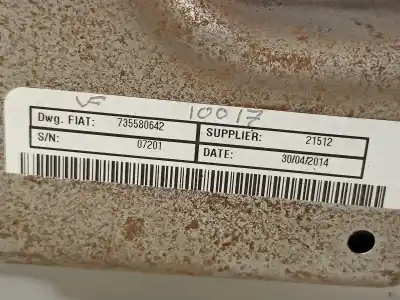 VF 10017
Dwg. FIAT: 735580642 SUPPLIER: 21512
S/N: 07201 DATE: 30/04/2014